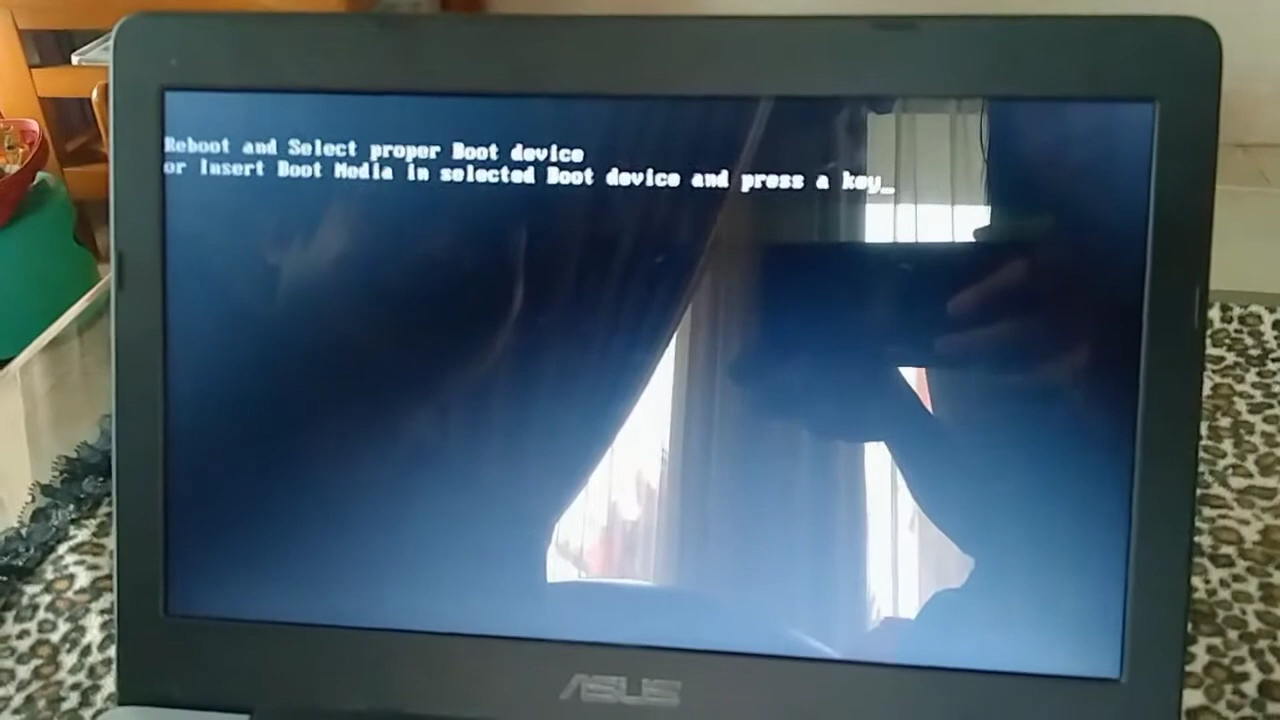 Reboot and Select proper Boot device
or Insert Boot Media in selected Boot device and press a key_
ASUS